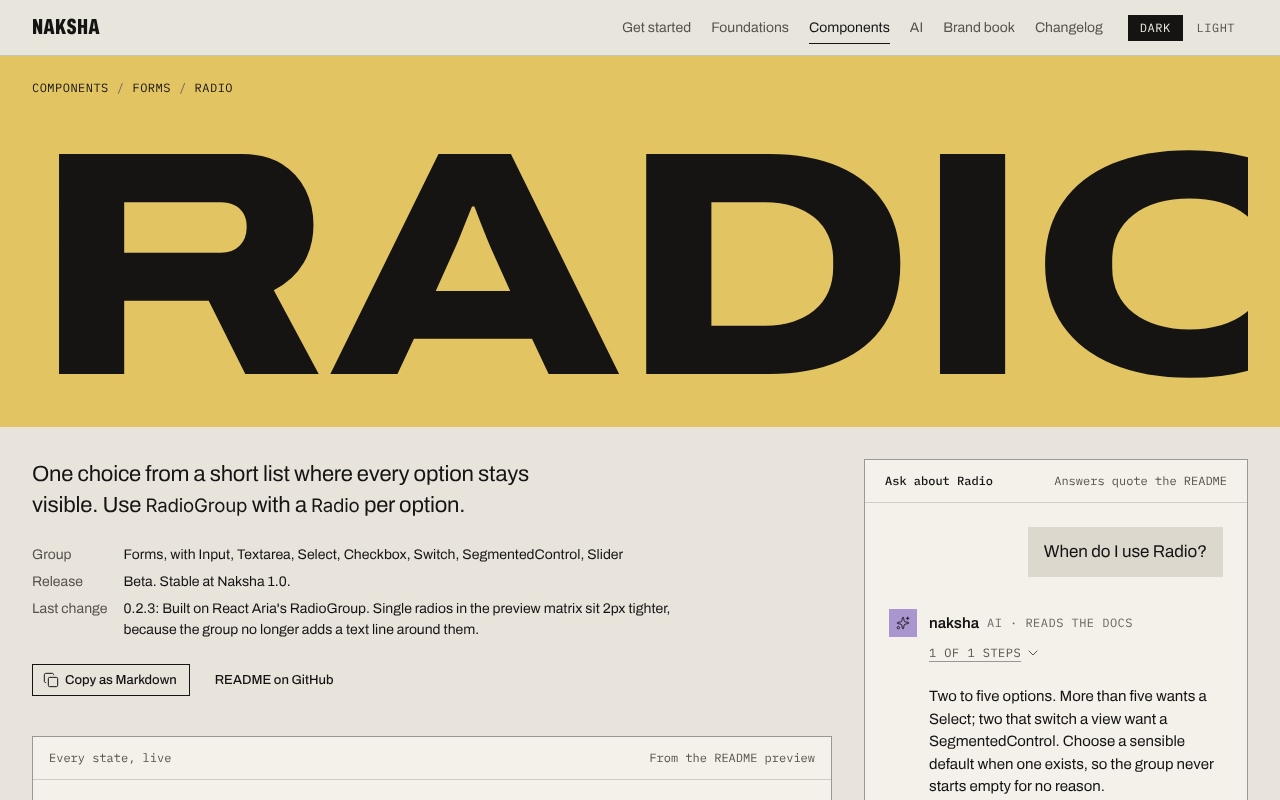 NAKSHA
Get started Foundations Components AI Brand book Changelog DARK LIGHT
COMPONENTS / FORMS / RADIO
RADIO
One choice from a short list where every option stays
visible. Use RadioGroup with a Radio per option.
Group Forms, with Input, Textarea, Select, Checkbox, Switch, SegmentedControl, Slider
Release Beta. Stable at Naksha 1.0.
Last change 0.2.3: Built on React Aria's RadioGroup. Single radios in the preview matrix sit 2px tighter,
because the group no longer adds a text line around them.
Copy as Markdown README on GitHub
Every state, live From the README preview
Ask about Radio Answers quote the README
When do I use Radio?
naksha AI · READS THE DOCS
1 OF 1 STEPS
Two to five options. More than five wants a
Select; two that switch a view want a
SegmentedControl. Choose a sensible
default when one exists, so the group never
starts empty for no reason.